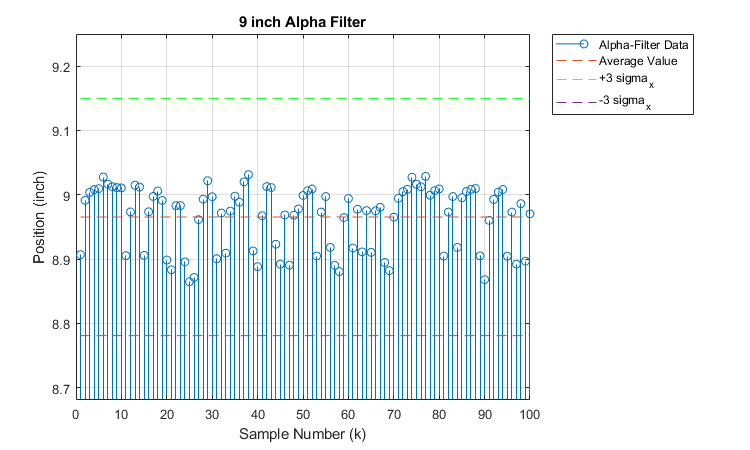 9 inch Alpha Filter
Alpha-Filter Data
Average Value
+3 sigma_x
-3 sigma_x
9.2
9.1
9
8.9
8.8
8.7
Position (inch)
0 10 20 30 40 50 60 70 80 90 100
Sample Number (k)